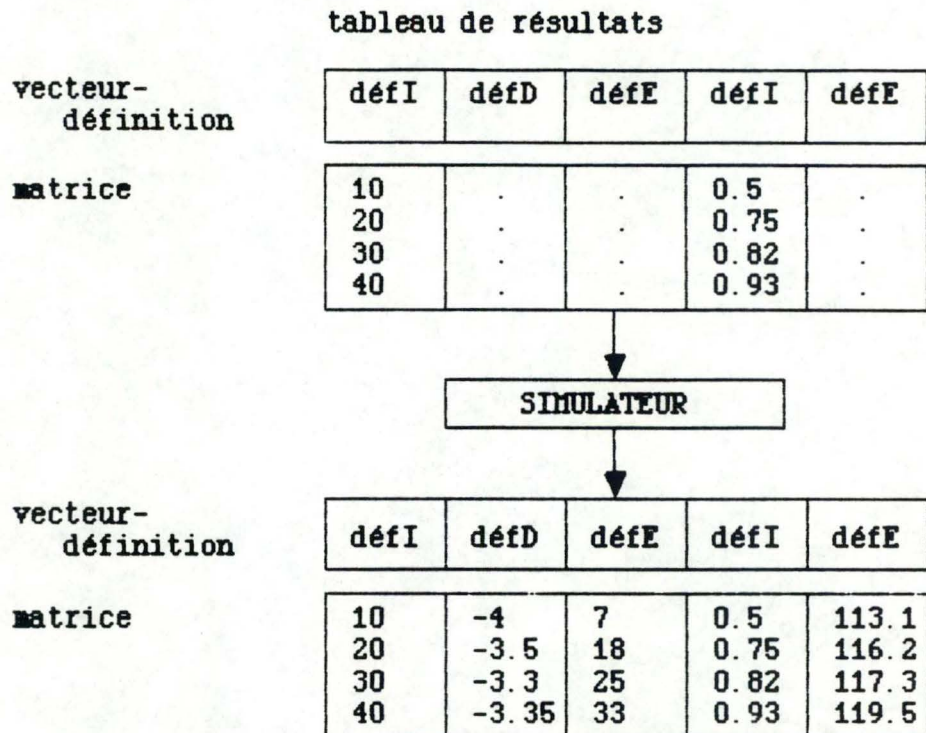 tableau de résultats
vecteur-
définition
défI défD défE défI défE
matrice
10 . . 0.5 .
20 . . 0.75 .
30 . . 0.82 .
40 . . 0.93 .
SIMULATEUR
vecteur-
définition
défI défD défE défI défE
matrice
10 -4 7 0.5 113.1
20 -3.5 18 0.75 116.2
30 -3.3 25 0.82 117.3
40 -3.35 33 0.93 119.5